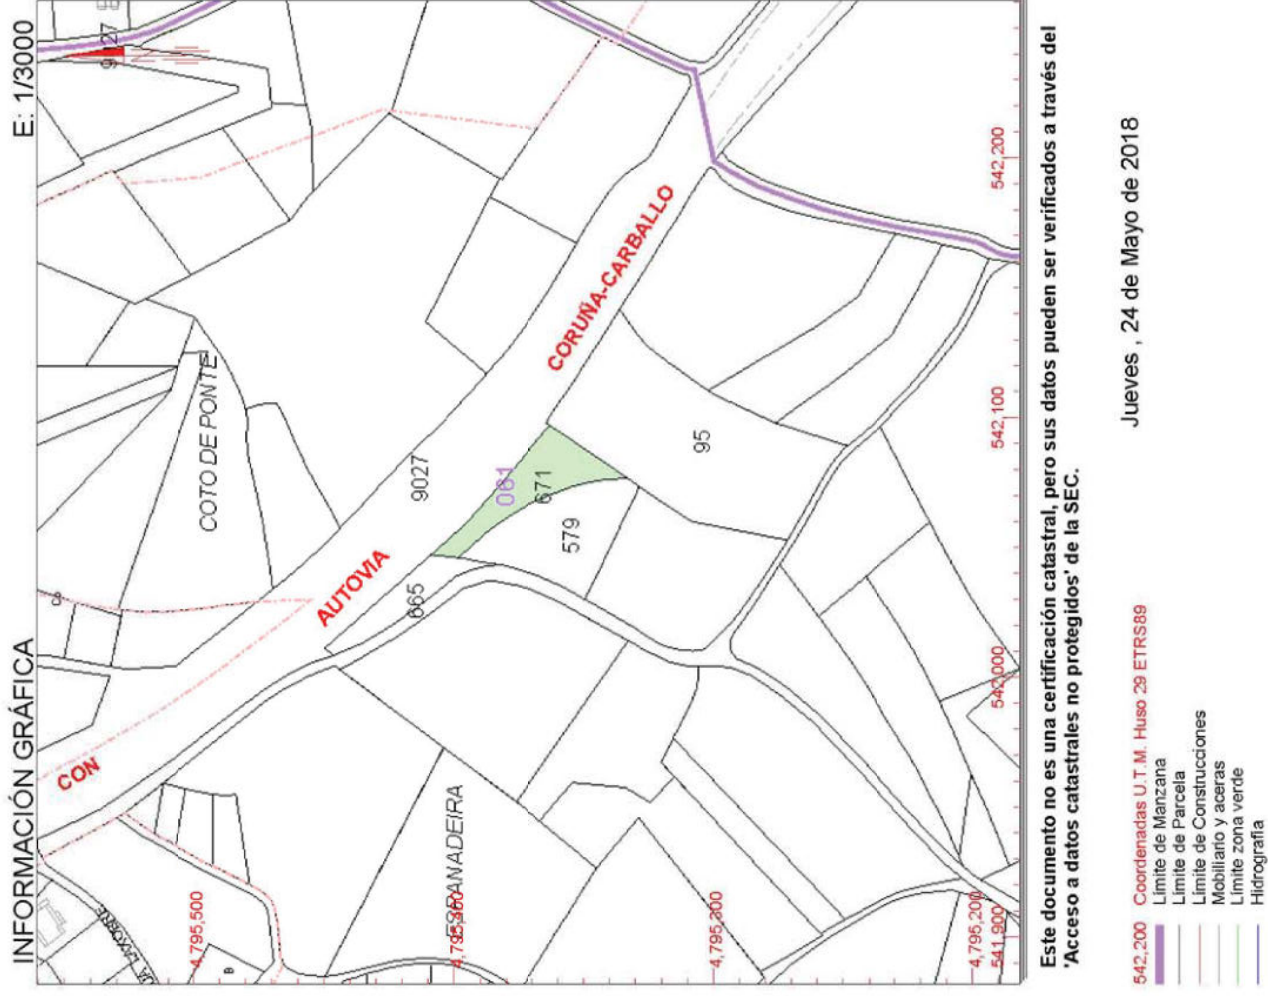 INFORMACIÓN GRÁFICA
E: 1/3000
CON
AUTOVIA
CORUÑA-CARBALLO
COTO DE PONTE
ESPANADEIRA
9027
061
671
579
665
95
4,795,500
4,795,300
4,795,200
541,900
542,000
542,100
542,200
Este documento no es una certificación catastral, pero sus datos pueden ser verificados a través del
'Acceso a datos catastrales no protegidos' de la SEC.
542,200 Coordenadas U.T.M. Huso 29 ETRS89
Límite de Manzana
Límite de Parcela
Límite de Construcciones
Mobiliario y aceras
Límite zona verde
Hidrografía
Jueves , 24 de Mayo de 2018